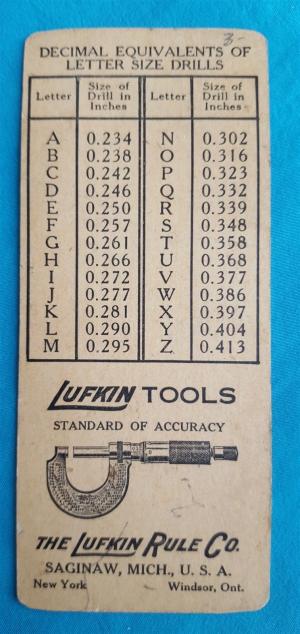 3-
DECIMAL EQUIVALENTS OF
LETTER SIZE DRILLS
Letter Size of Drill in Inches Letter Size of Drill in Inches
A 0.234 N 0.302
B 0.238 O 0.316
C 0.242 P 0.323
D 0.246 Q 0.332
E 0.250 R 0.339
F 0.257 S 0.348
G 0.261 T 0.358
H 0.266 U 0.368
I 0.272 V 0.377
J 0.277 W 0.386
K 0.281 X 0.397
L 0.290 Y 0.404
M 0.295 Z 0.413
LUFKIN TOOLS
STANDARD OF ACCURACY
THE LUFKIN RULE CO.
SAGINAW, MICH., U. S. A.
New York Windsor, Ont.